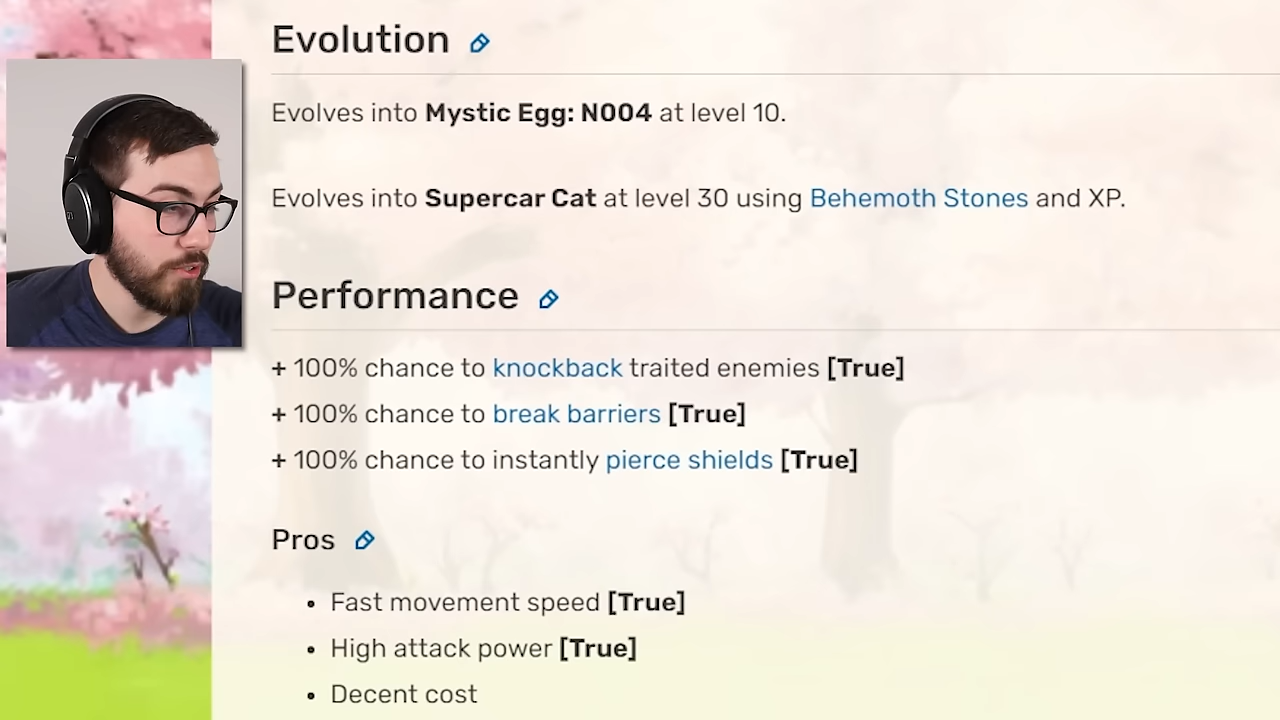 Evolution
Evolves into Mystic Egg: N004 at level 10.
Evolves into Supercar Cat at level 30 using Behemoth Stones and XP.
Performance
+ 100% chance to knockback traited enemies [True]
+ 100% chance to break barriers [True]
+ 100% chance to instantly pierce shields [True]
Pros
• Fast movement speed [True]
• High attack power [True]
• Decent cost